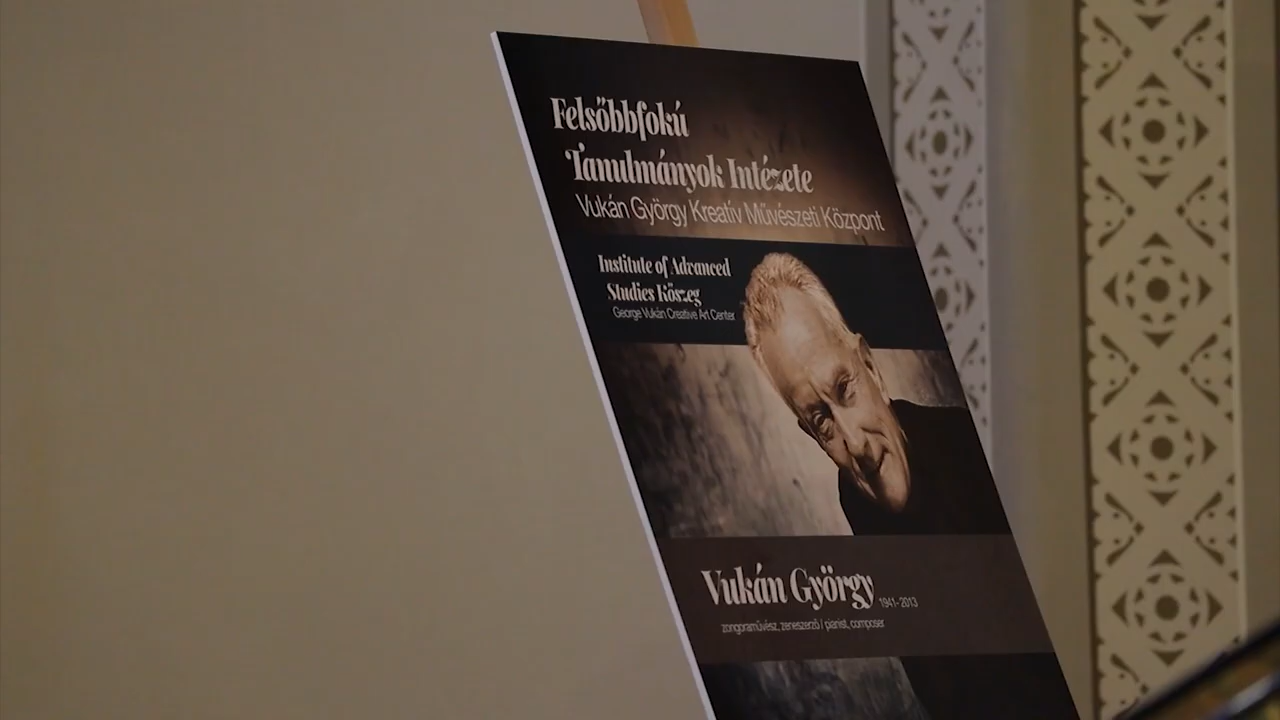 Felsőbbfokú
Tanulmányok Intézete
Vukán György Kreatív Művészeti Központ
Institute of Advanced
Studies Kőszeg
George Vukán Creative Art Center
Vukán György 1941-2013
zongoraművész, zeneszerző | pianist, composer